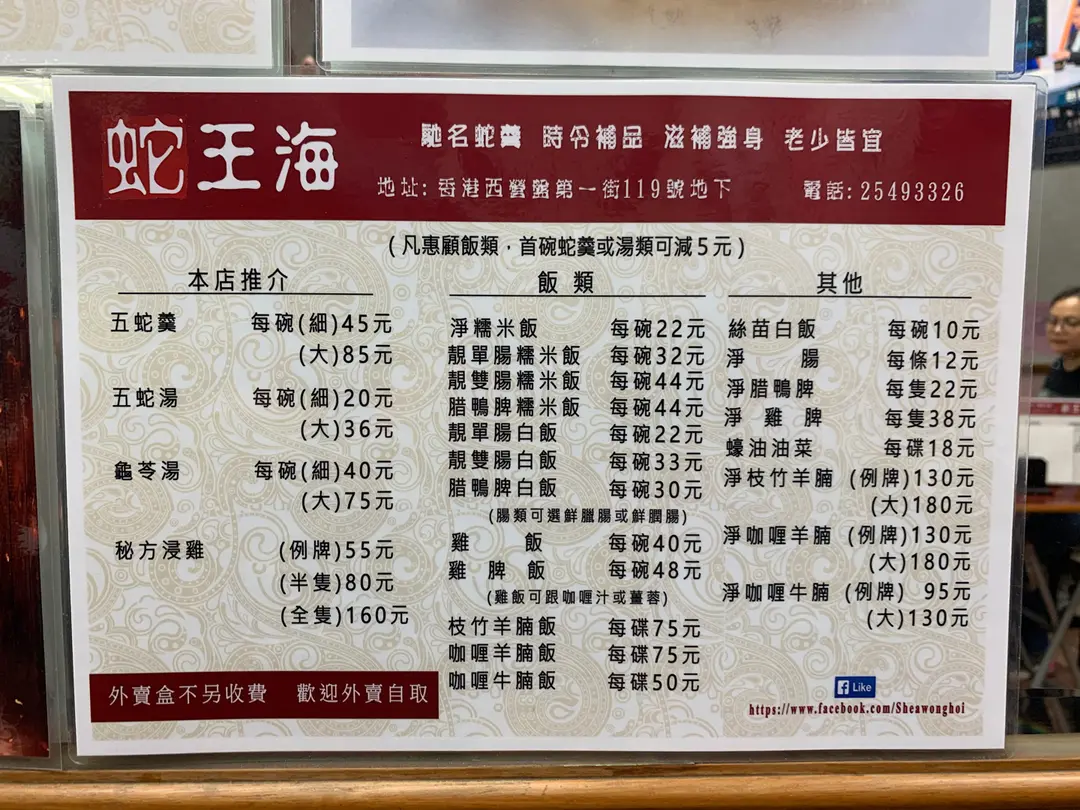 蛇王海
馳名蛇羹 時令補品 滋補強身 老少皆宜
地址: 香港西營盤第一街119號地下 電話: 25493326
(凡惠顧飯類，首碗蛇羹或湯類可減5元)
本店推介
五蛇羹 每碗(細)45元
(大)85元
五蛇湯 每碗(細)20元
(大)36元
龜苓湯 每碗(細)40元
(大)75元
秘方浸雞 (例牌)55元
(半隻)80元
(全隻)160元
外賣盒不另收費 歡迎外賣自取
飯類
淨糯米飯 每碗22元
靚單腸糯米飯 每碗32元
靚雙腸糯米飯 每碗44元
腊鴨脾糯米飯 每碗44元
靚單腸白飯 每碗22元
靚雙腸白飯 每碗33元
腊鴨脾白飯 每碗30元
(腸類可選鮮臘腸或鮮潤腸)
雞飯 每碗40元
雞脾飯 每碗48元
(雞飯可跟咖喱汁或薑蓉)
枝竹羊腩飯 每碟75元
咖喱羊腩飯 每碟75元
咖喱牛腩飯 每碟50元
其他
絲苗白飯 每碗10元
淨腸 每條12元
淨腊鴨脾 每隻22元
淨雞脾 每隻38元
蠔油油菜 每碟18元
淨枝竹羊腩 (例牌)130元
(大)180元
淨咖喱羊腩 (例牌)130元
(大)180元
淨咖喱牛腩 (例牌) 95元
(大)130元
f Like
https://www.facebook.com/Sheawonghoi